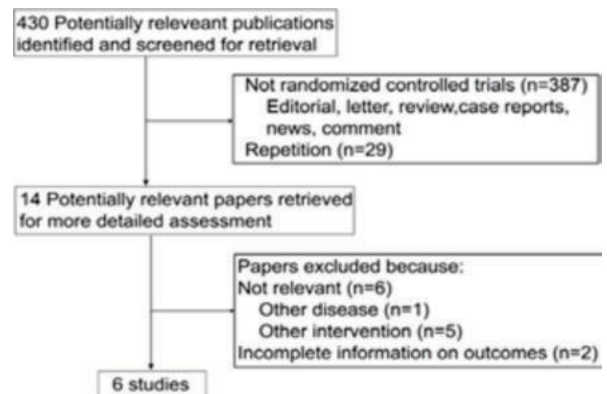 430 Potentially releveant publications
identified and screened for retrieval
Not randomized controlled trials (n=387)
Editorial, letter, review,case reports,
news, comment
Repetition (n=29)
14 Potentially relevant papers retrieved
for more detailed assessment
Papers excluded because:
Not relevant (n=6)
Other disease (n=1)
Other intervention (n=5)
Incomplete information on outcomes (n=2)
6 studies